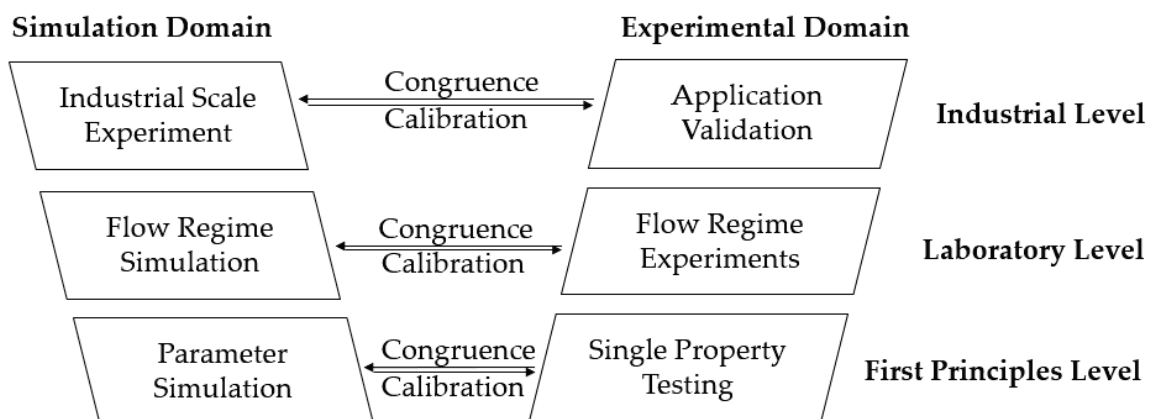 Simulation Domain
Experimental Domain
Industrial Scale
Experiment
Congruence
Calibration
Application
Validation
Industrial Level
Flow Regime
Simulation
Congruence
Calibration
Flow Regime
Experiments
Laboratory Level
Parameter
Simulation
Congruence
Calibration
Single Property
Testing
First Principles Level